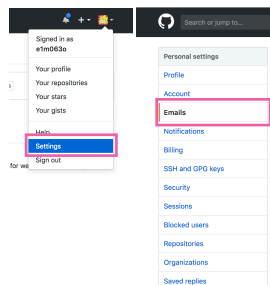 Signed in as
e1m063o
Your profile
Your repositories
Your stars
Your gists
Help
Settings
Sign out
for we
Search or jump to...
Personal settings
Profile
Account
Emails
Notifications
Billing
SSH and GPG keys
Security
Sessions
Blocked users
Repositories
Organizations
Saved replies